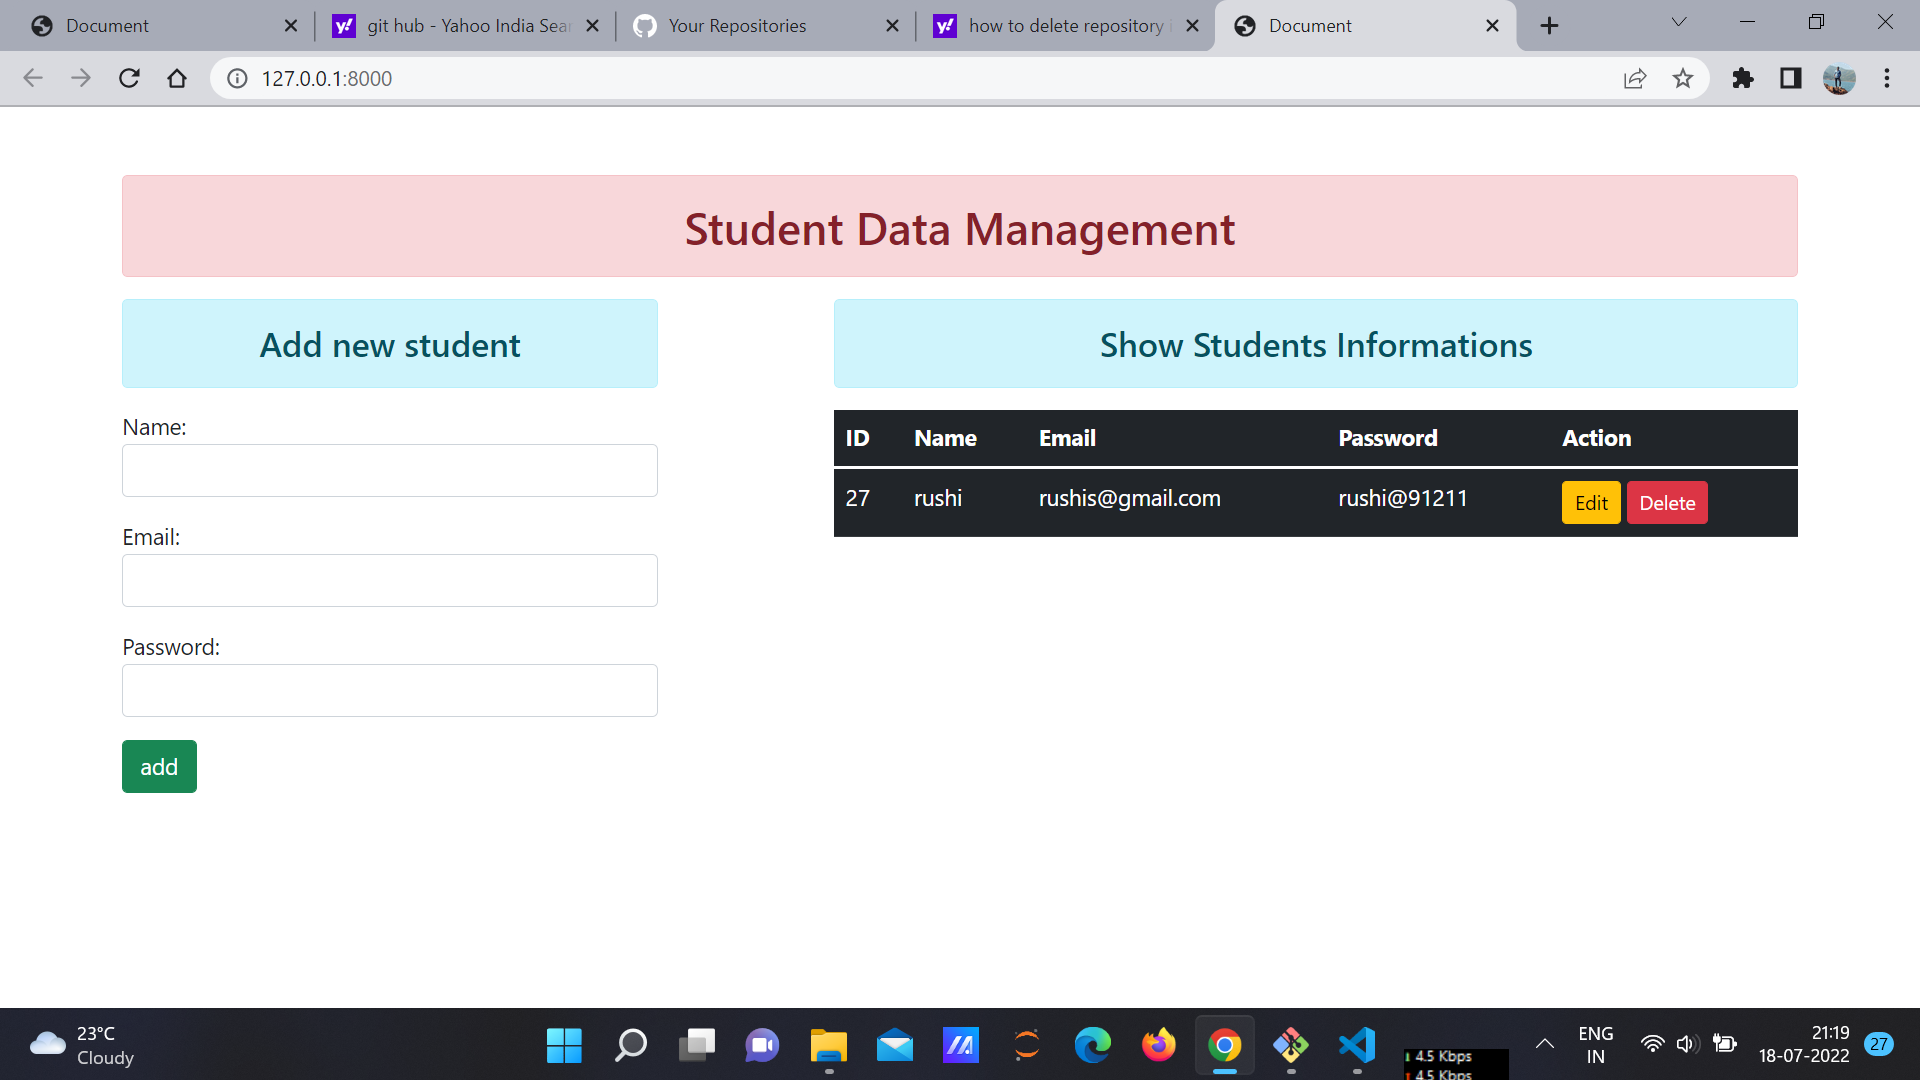 Document
git hub - Yahoo India Sear
Your Repositories
how to delete repository i
Document
127.0.0.1:8000
Student Data Management
Add new student
Show Students Informations
Name:
Email:
Password:
add
ID Name Email Password Action
27 rushi rushis@gmail.com rushi@91211 Edit Delete
23°C
Cloudy
4.5 Kbps
4.5 Kbps
ENG
IN
21:19
18-07-2022
27